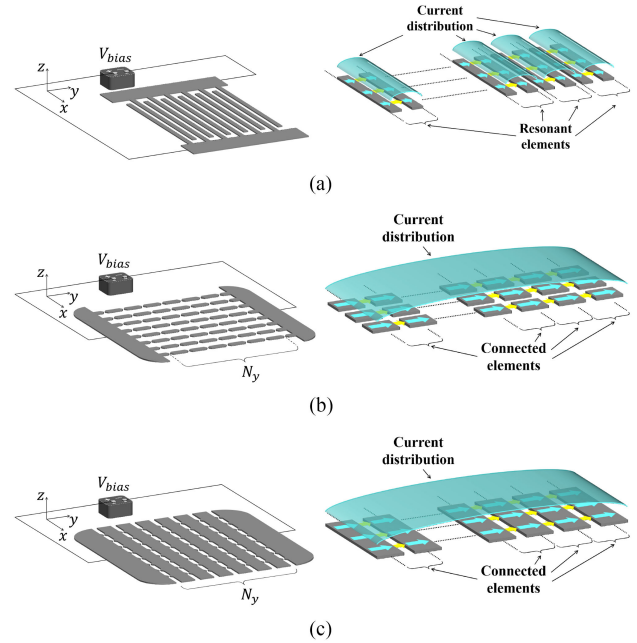 V_bias
z
y
x
Current
distribution
Resonant
elements
(a)
V_bias
z
y
x
N_y
Current
distribution
Connected
elements
(b)
V_bias
z
y
x
N_y
Current
distribution
Connected
elements
(c)